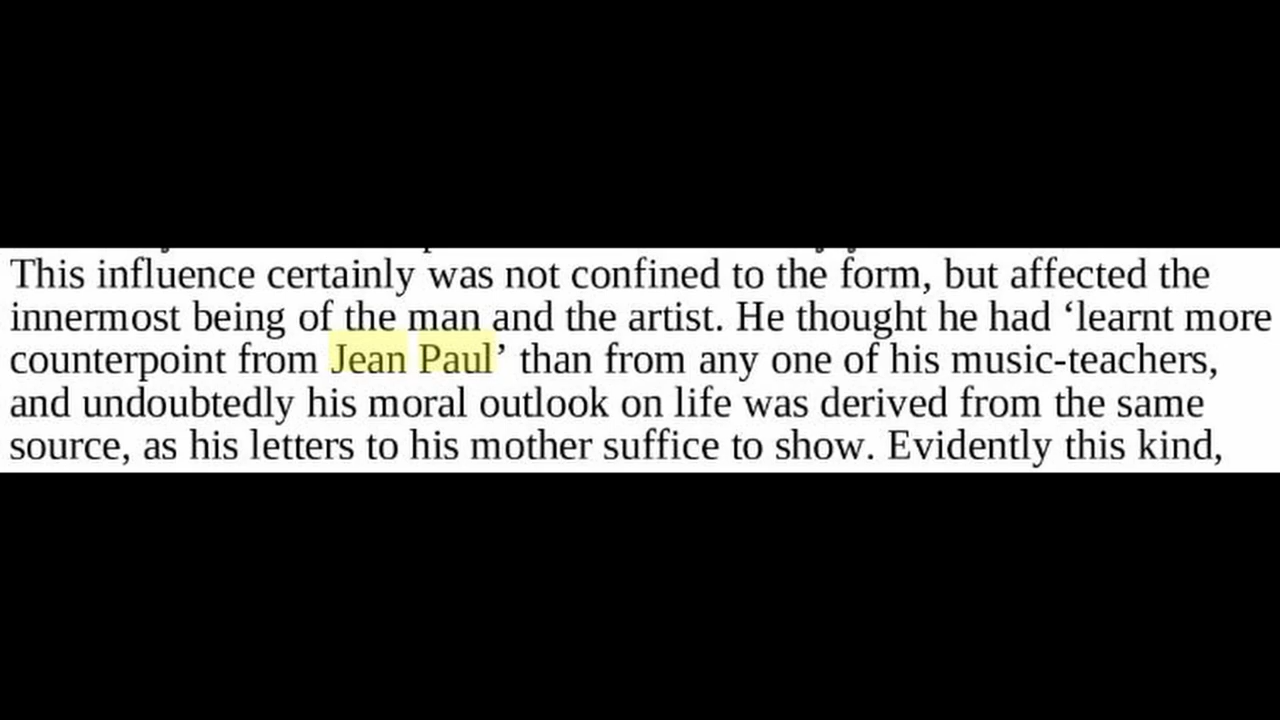 This influence certainly was not confined to the form, but affected the
innermost being of the man and the artist. He thought he had ‘learnt more
counterpoint from Jean Paul’ than from any one of his music-teachers,
and undoubtedly his moral outlook on life was derived from the same
source, as his letters to his mother suffice to show. Evidently this kind,